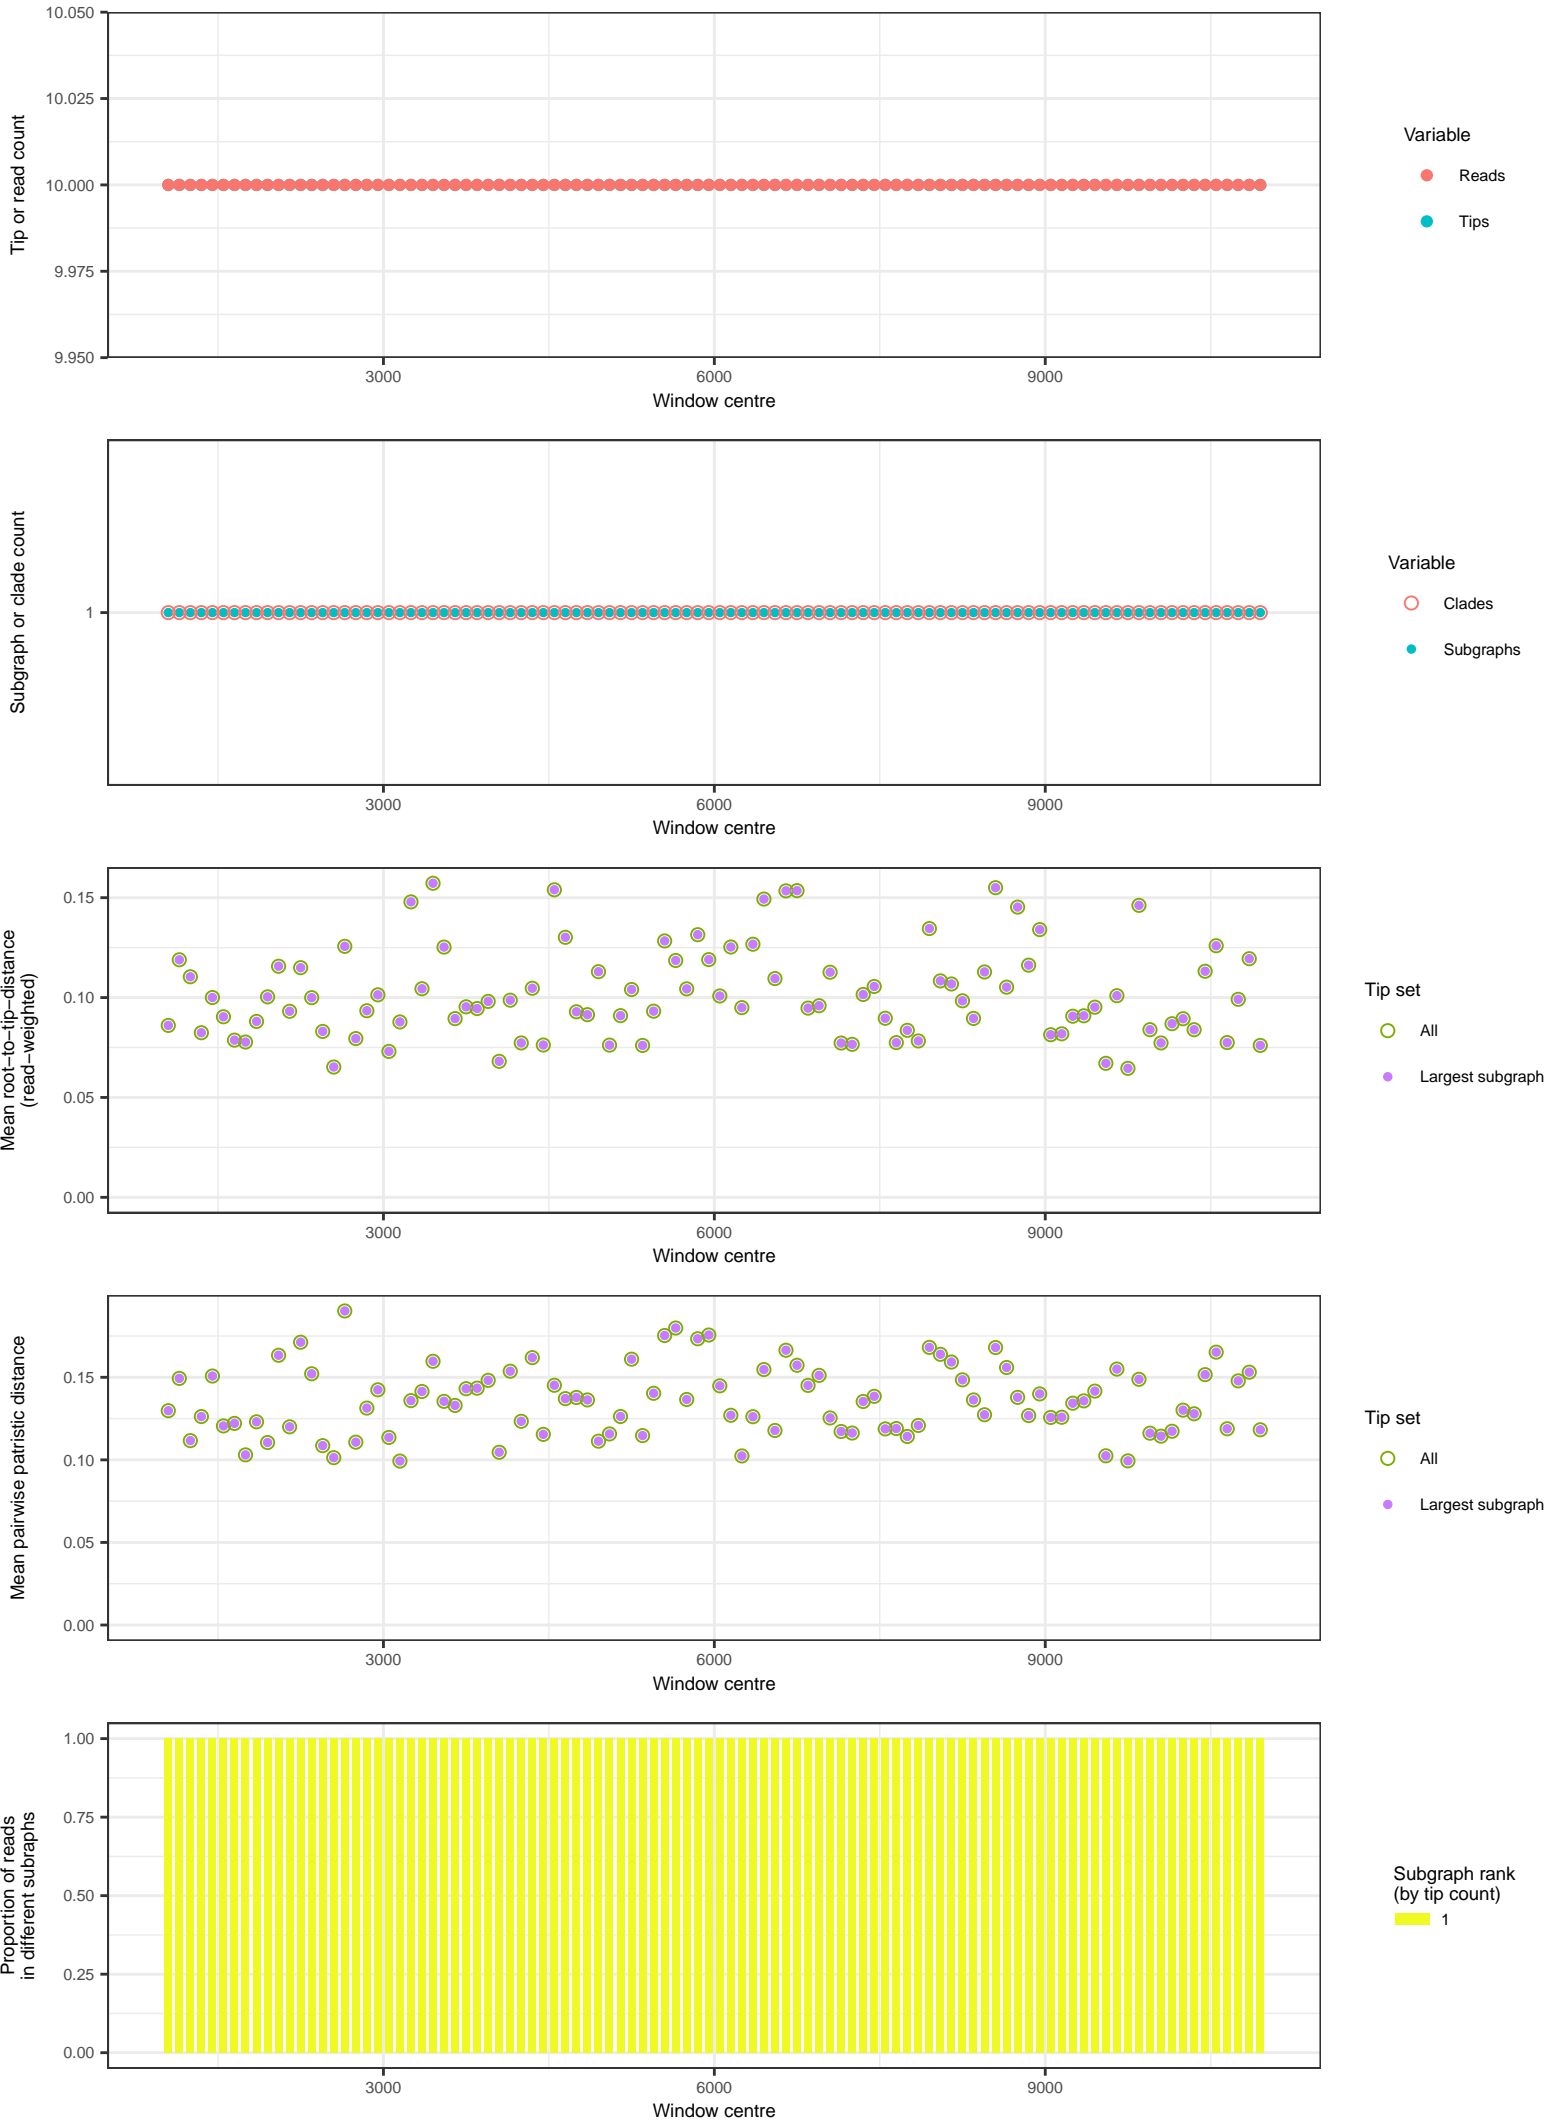 10.050
10.025
10.000
9.975
9.950
Tip or read count
3000
6000
9000
Window centre
Variable
Reads
Tips
Subgraph or clade count
1
3000
6000
9000
Window centre
Variable
Clades
Subgraphs
Mean root−to−tip−distance
(read−weighted)
0.15
0.10
0.05
0.00
3000
6000
9000
Window centre
Tip set
All
Largest subgraph
Mean pairwise patristic distance
0.15
0.10
0.05
0.00
3000
6000
9000
Window centre
Tip set
All
Largest subgraph
Proportion of reads
in different subraphs
1.00
0.75
0.50
0.25
0.00
3000
6000
9000
Window centre
Subgraph rank
(by tip count)
1